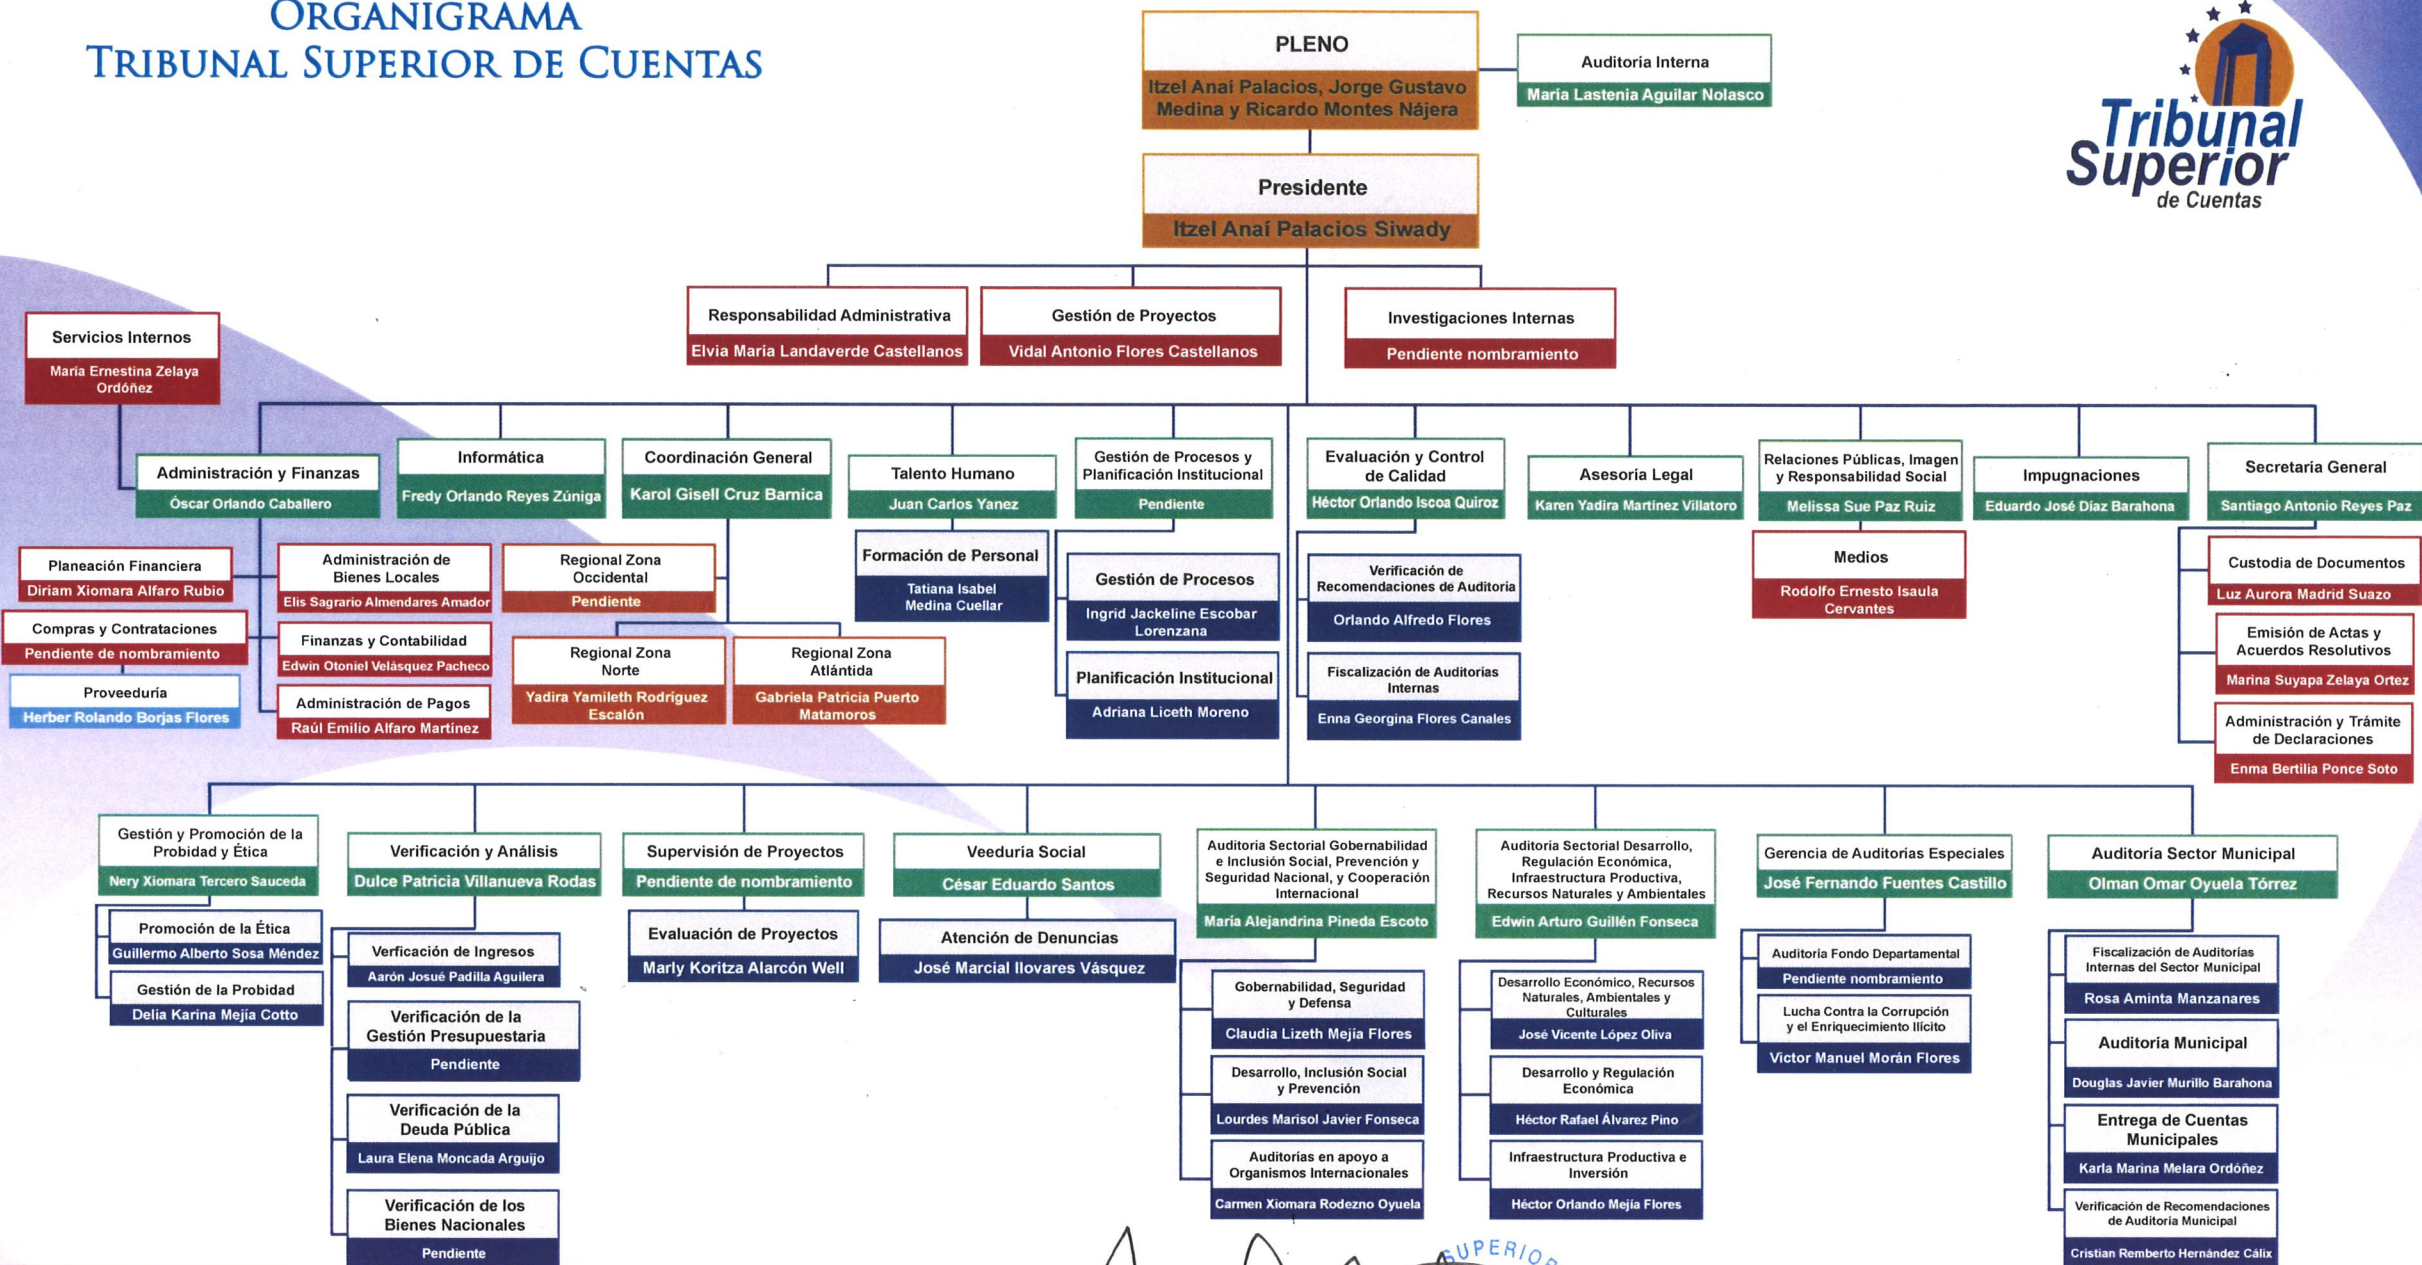 ORGANIGRAMA
TRIBUNAL SUPERIOR DE CUENTAS
PLENO
Itzel Anaí Palacios, Jorge Gustavo
Medina y Ricardo Montes Nájera
Auditoría Interna
María Lastenia Aguilar Nolasco
Tribunal
Superior
de Cuentas
Presidente
Itzel Anaí Palacios Siwady
Responsabilidad Administrativa
Elvia María Landaverde Castellanos
Gestión de Proyectos
Vidal Antonio Flores Castellanos
Investigaciones Internas
Pendiente nombramiento
Servicios Internos
María Ernestina Zelaya
Ordóñez
Administración y Finanzas
Óscar Orlando Caballero
Informática
Fredy Orlando Reyes Zúniga
Coordinación General
Karol Gisell Cruz Barnica
Talento Humano
Juan Carlos Yanez
Gestión de Procesos y
Planificación Institucional
Pendiente
Evaluación y Control
de Calidad
Héctor Orlando Iscoa Quiroz
Asesoría Legal
Karen Yadira Martínez Villatoro
Relaciones Públicas, Imagen
y Responsabilidad Social
Melissa Sue Paz Ruiz
Impugnaciones
Eduardo José Díaz Barahona
Secretaría General
Santiago Antonio Reyes Paz
Planeación Financiera
Diriam Xiomara Alfaro Rubio
Compras y Contrataciones
Pendiente de nombramiento
Proveeduría
Herber Rolando Borjas Flores
Administración de
Bienes Locales
Elis Sagrario Almendares Amador
Finanzas y Contabilidad
Edwin Otoniel Velásquez Pacheco
Administración de Pagos
Raúl Emilio Alfaro Martínez
Regional Zona
Occidental
Pendiente
Regional Zona
Norte
Yadira Yamileth Rodríguez
Escalón
Regional Zona
Atlántida
Gabriela Patricia Puerto
Matamoros
Formación de Personal
Tatiana Isabel
Medina Cuellar
Gestión de Procesos
Ingrid Jackeline Escobar
Lorenzana
Planificación Institucional
Adriana Liceth Moreno
Verificación de
Recomendaciones de Auditoría
Orlando Alfredo Flores
Fiscalización de Auditorías
Internas
Enna Georgina Flores Canales
Medios
Rodolfo Ernesto Isaula
Cervantes
Custodia de Documentos
Luz Aurora Madrid Suazo
Emisión de Actas y
Acuerdos Resolutivos
Marina Suyapa Zelaya Ortez
Administración y Trámite
de Declaraciones
Enma Bertilia Ponce Soto
Gestión y Promoción de la
Probidad y Ética
Nery Xiomara Tercero Sauceda
Promoción de la Ética
Guillermo Alberto Sosa Méndez
Gestión de la Probidad
Delia Karina Mejía Cotto
Verificación y Análisis
Dulce Patricia Villanueva Rodas
Verficación de Ingresos
Aarón Josué Padilla Aguilera
Verificación de la
Gestión Presupuestaria
Pendiente
Verificación de la
Deuda Pública
Laura Elena Moncada Arguijo
Verificación de los
Bienes Nacionales
Pendiente
Supervisión de Proyectos
Pendiente de nombramiento
Evaluación de Proyectos
Marly Koritza Alarcón Well
Veeduría Social
César Eduardo Santos
Atención de Denuncias
José Marcial Ilovares Vásquez
Auditoría Sectorial Gobernabilidad
e Inclusión Social, Prevención y
Seguridad Nacional, y Cooperación
Internacional
María Alejandrina Pineda Escoto
Gobernabilidad, Seguridad
y Defensa
Claudia Lizeth Mejía Flores
Desarrollo, Inclusión Social
y Prevención
Lourdes Marisol Javier Fonseca
Auditorías en apoyo a
Organismos Internacionales
Carmen Xiomara Rodezno Oyuela
Auditoría Sectorial Desarrollo,
Regulación Económica,
Infraestructura Productiva,
Recursos Naturales y Ambientales
Edwin Arturo Guillén Fonseca
Desarrollo Económico, Recursos
Naturales, Ambientales y
Culturales
José Vicente López Oliva
Desarrollo y Regulación
Económica
Héctor Rafael Álvarez Pino
Infraestructura Productiva e
Inversión
Héctor Orlando Mejía Flores
Gerencia de Auditorías Especiales
José Fernando Fuentes Castillo
Auditoría Fondo Departamental
Pendiente nombramiento
Lucha Contra la Corrupción
y el Enriquecimiento Ilícito
Victor Manuel Morán Flores
Auditoría Sector Municipal
Olman Omar Oyuela Tórrez
Fiscalización de Auditorías
Internas del Sector Municipal
Rosa Aminta Manzanares
Auditoría Municipal
Douglas Javier Murillo Barahona
Entrega de Cuentas
Municipales
Karla Marina Melara Ordóñez
Verificación de Recomendaciones
de Auditoría Municipal
Cristian Remberto Hernández Cálix
SUPERIOR